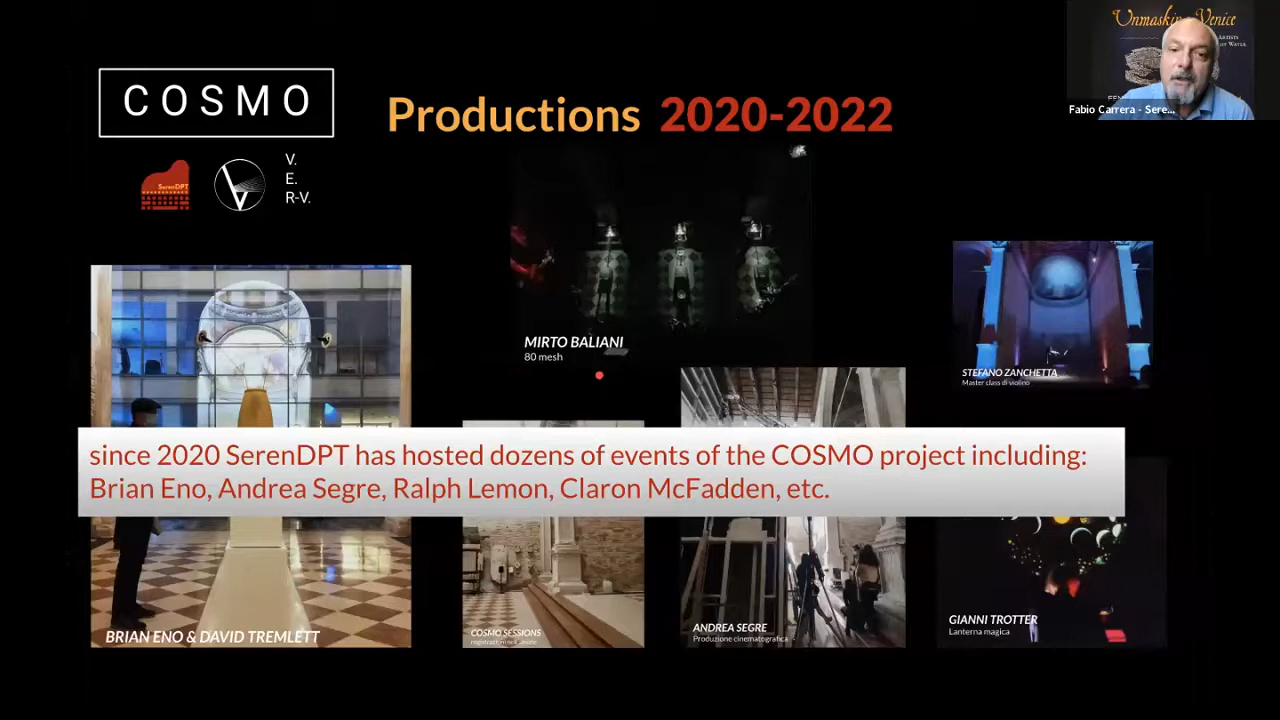 COSMO
Productions 2020-2022
Unmasking Venice
Fabio Carrera - Sere...
SerenDPT
V.
E.
R-V.
MIRTO BALIANI
80 mesh
STEFANO ZANCHETTA
Master class di violino
since 2020 SerenDPT has hosted dozens of events of the COSMO project including:
Brian Eno, Andrea Segre, Ralph Lemon, Claron McFadden, etc.
BRIAN ENO & DAVID TREMLETT
COSMO SESSIONS
ANDREA SEGRE
Produzione cinematografica
GIANNI TROTTER
Lanterna magica